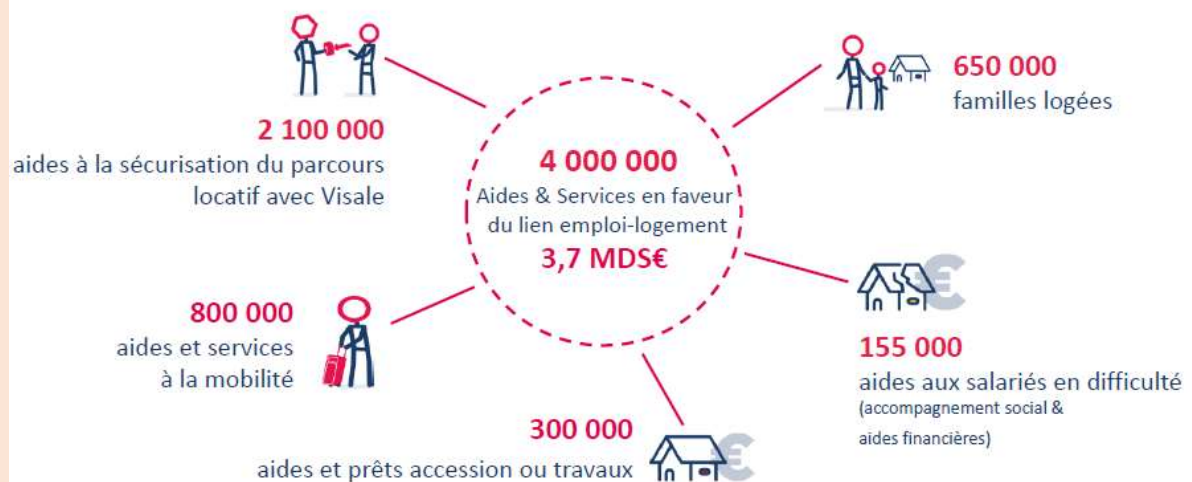 2 100 000
aides à la sécurisation du parcours
locatif avec Visale
650 000
familles logées
4 000 000
Aides & Services en faveur
du lien emploi-logement
3,7 MDS€
800 000
aides et services
à la mobilité
155 000
aides aux salariés en difficulté
(accompagnement social &
aides financières)
300 000
aides et prêts accession ou travaux
€
€